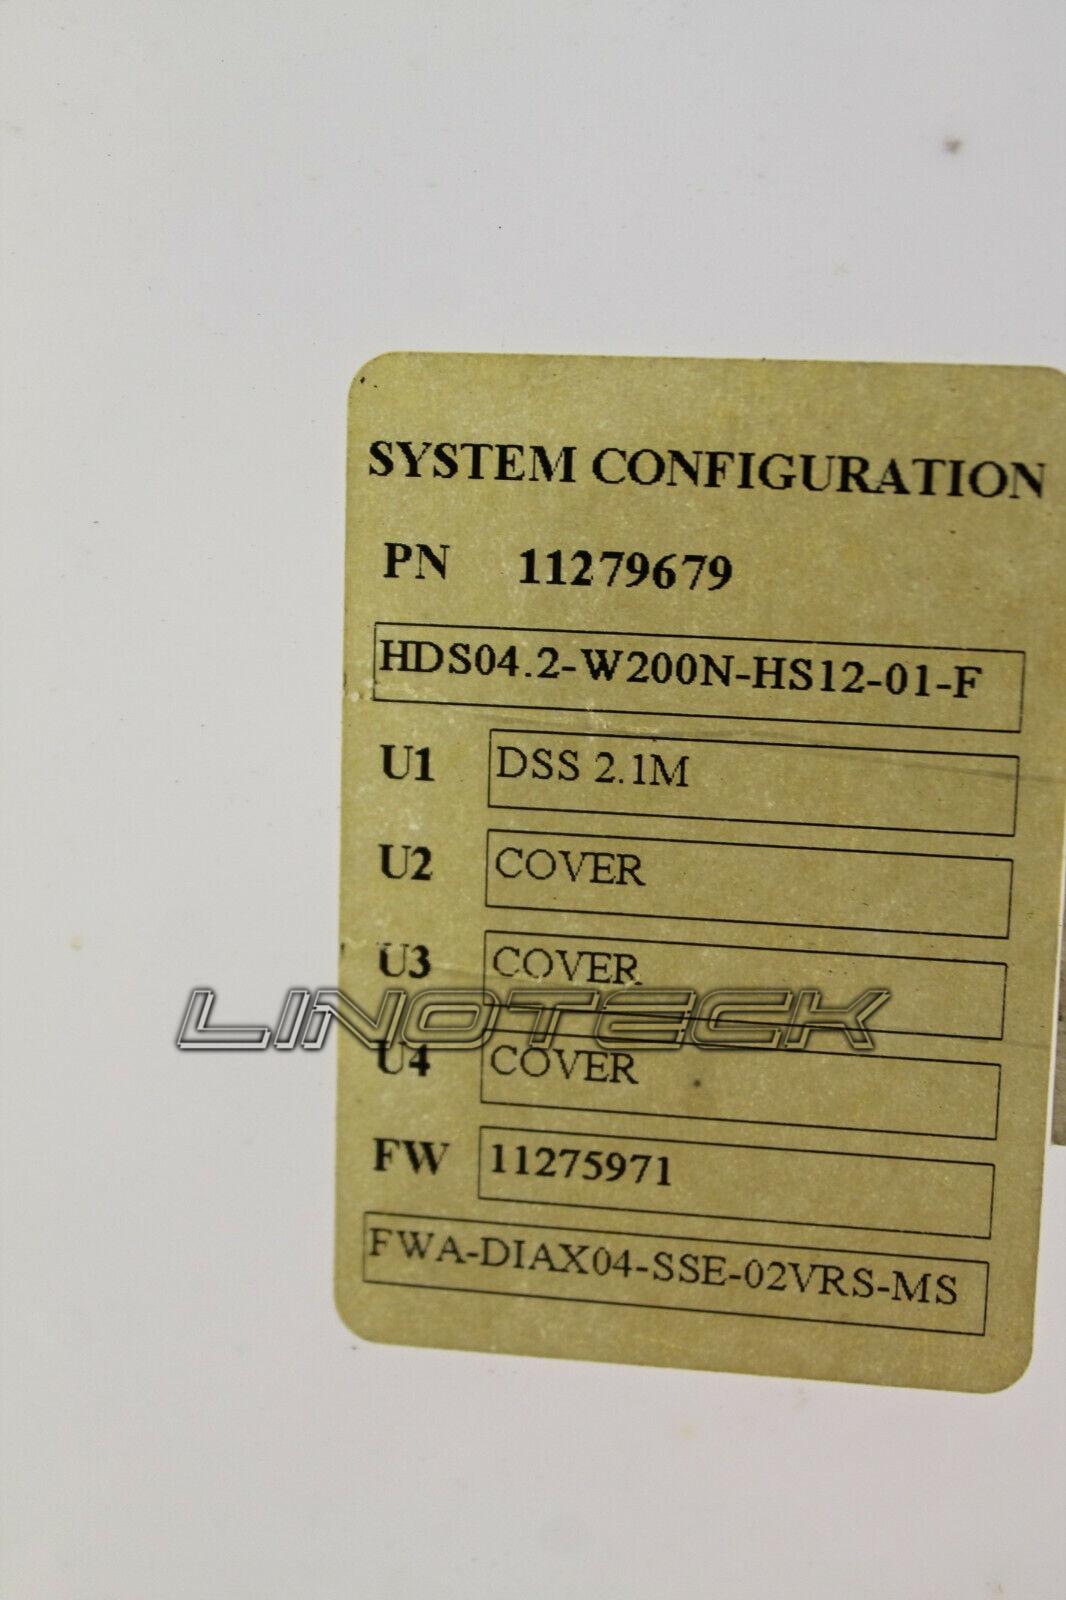 SYSTEM CONFIGURATION
PN 11279679
HDS04.2-W200N-HS12-01-F
U1 DSS 2.1M
U2 COVER
U3 COVER
LINOTECK
U4 COVER
FW 11275971
FWA-DIAX04-SSE-02VRS-MS